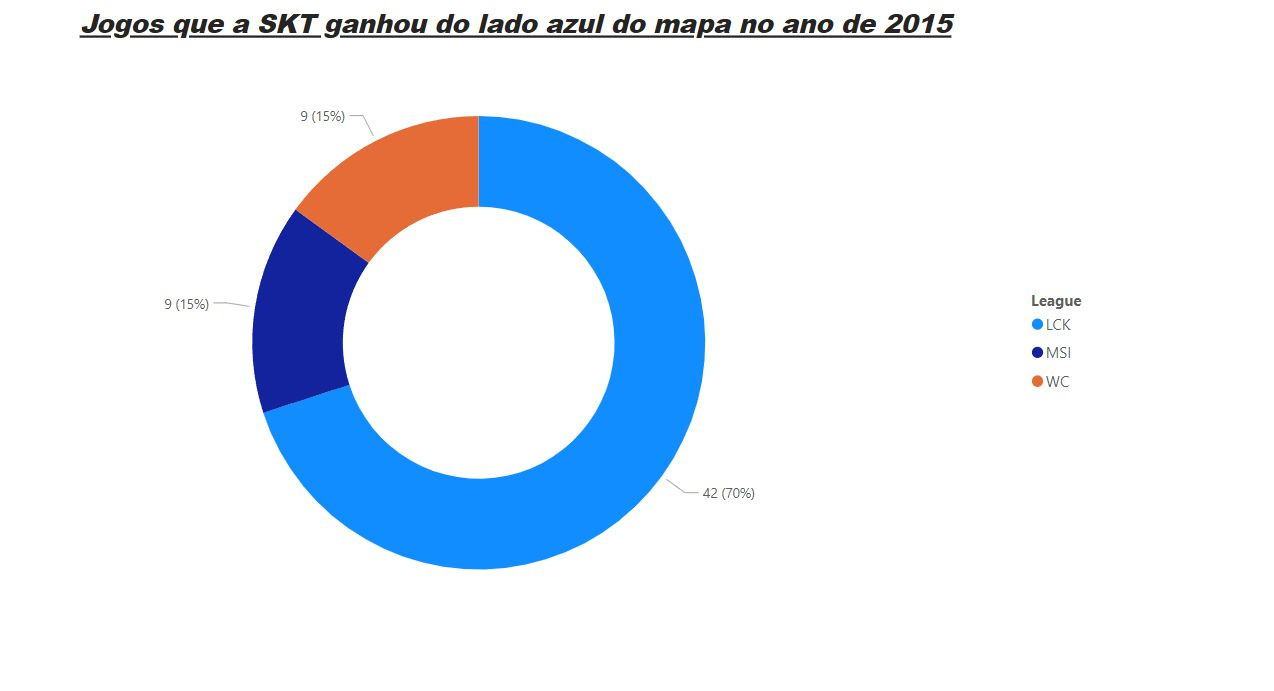 Jogos que a SKT ganhou do lado azul do mapa no ano de 2015
9 (15%)
9 (15%)
42 (70%)
League
LCK
MSI
WC